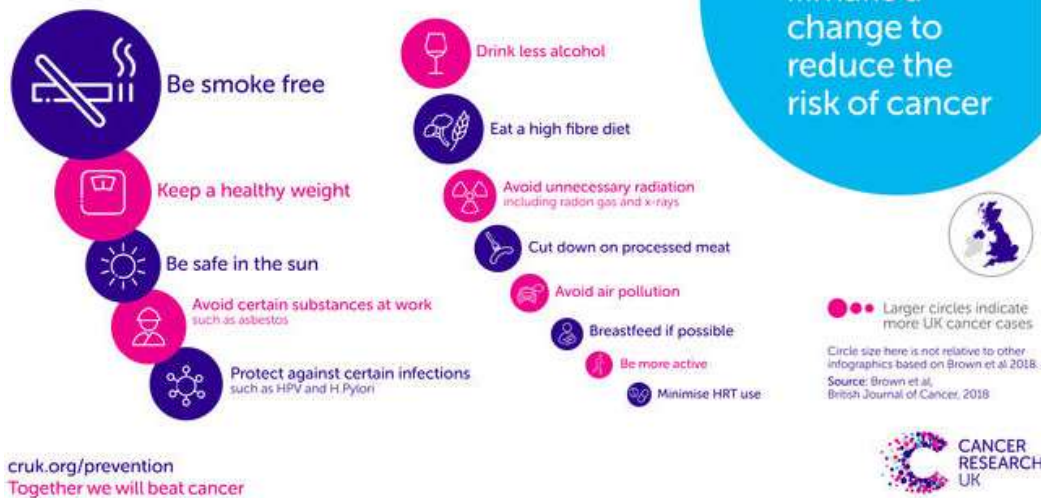 change to
reduce the
risk of cancer
Be smoke free
Keep a healthy weight
Be safe in the sun
Avoid certain substances at work
such as asbestos
Protect against certain infections
such as HPV and H.Pylori
Drink less alcohol
Eat a high fibre diet
Avoid unnecessary radiation
including radon gas and x-rays
Cut down on processed meat
Avoid air pollution
Breastfeed if possible
Be more active
Minimise HRT use
Larger circles indicate
more UK cancer cases
Circle size here is not relative to other
infographics based on Brown et al 2018.
Source: Brown et al,
British Journal of Cancer, 2018
cruk.org/prevention
Together we will beat cancer
CANCER
RESEARCH
UK